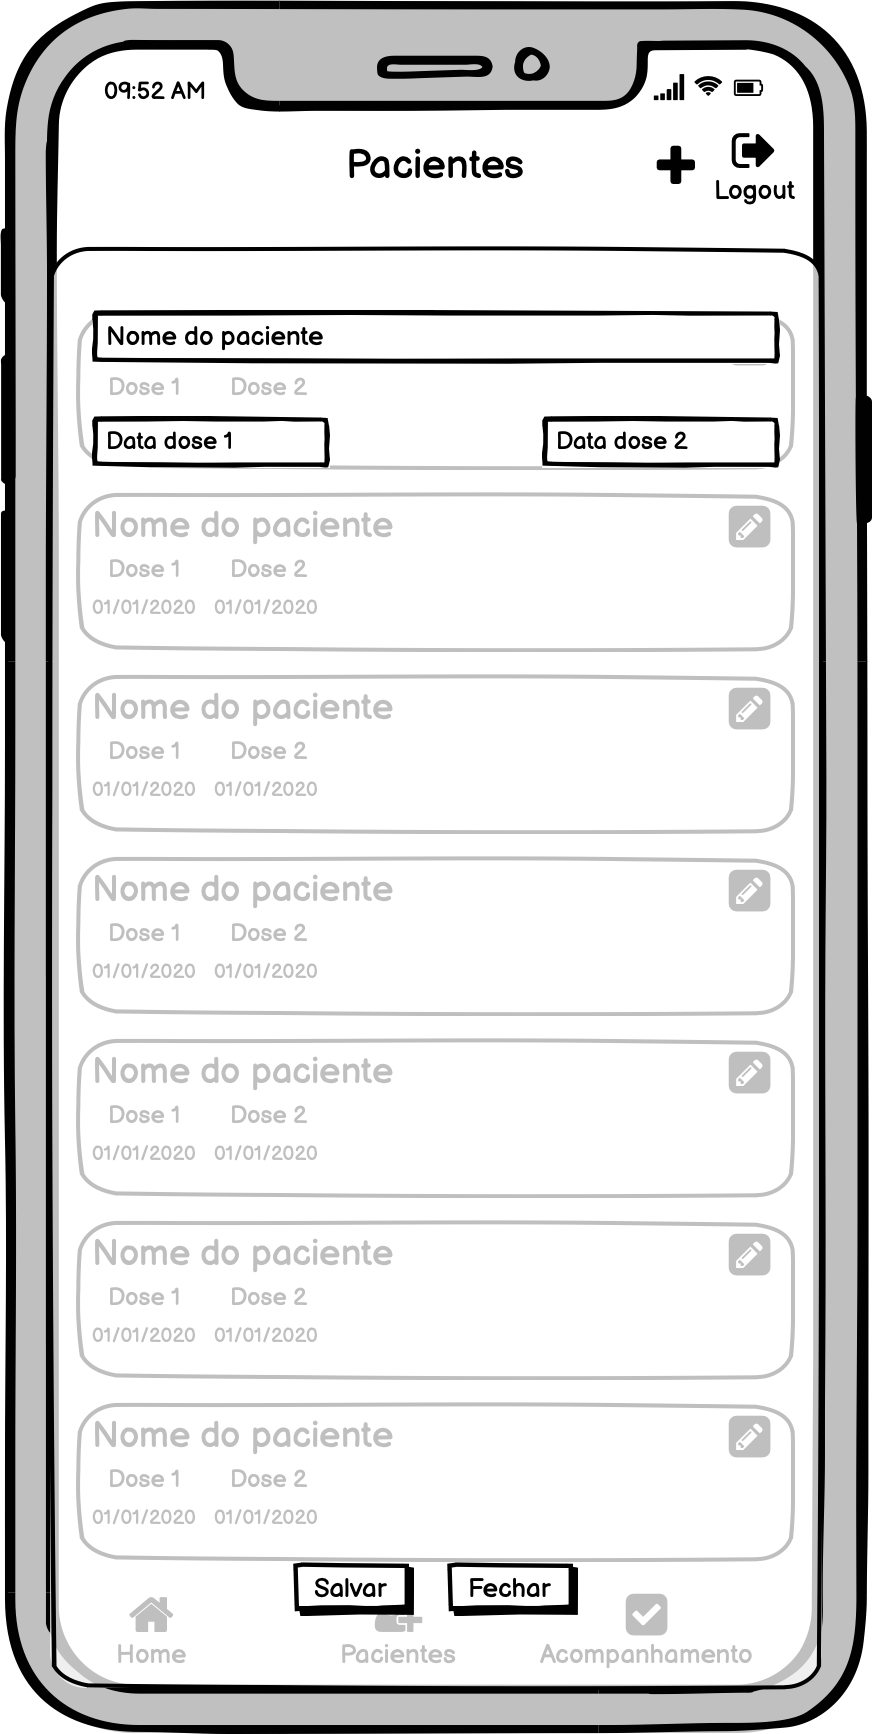 09:52 AM
Pacientes
Logout
Nome do paciente
Dose 1 Dose 2
Data dose 1 Data dose 2
Nome do paciente
Dose 1 Dose 2
01/01/2020 01/01/2020
Nome do paciente
Dose 1 Dose 2
01/01/2020 01/01/2020
Nome do paciente
Dose 1 Dose 2
01/01/2020 01/01/2020
Nome do paciente
Dose 1 Dose 2
01/01/2020 01/01/2020
Nome do paciente
Dose 1 Dose 2
01/01/2020 01/01/2020
Nome do paciente
Dose 1 Dose 2
01/01/2020 01/01/2020
Salvar Fechar
Home Pacientes Acompanhamento